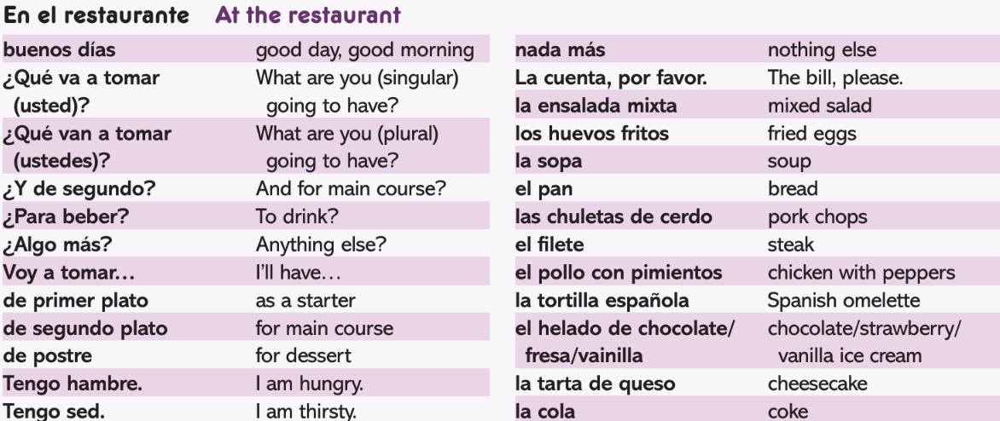 En el restaurante At the restaurant
buenos días good day, good morning
¿Qué va a tomar What are you (singular)
(usted)? going to have?
¿Qué van a tomar What are you (plural)
(ustedes)? going to have?
¿Y de segundo? And for main course?
¿Para beber? To drink?
¿Algo más? Anything else?
Voy a tomar… I'll have…
de primer plato as a starter
de segundo plato for main course
de postre for dessert
Tengo hambre. I am hungry.
Tengo sed. I am thirsty.
nada más nothing else
La cuenta, por favor. The bill, please.
la ensalada mixta mixed salad
los huevos fritos fried eggs
la sopa soup
el pan bread
las chuletas de cerdo pork chops
el filete steak
el pollo con pimientos chicken with peppers
la tortilla española Spanish omelette
el helado de chocolate/ chocolate/strawberry/
fresa/vainilla vanilla ice cream
la tarta de queso cheesecake
la cola coke